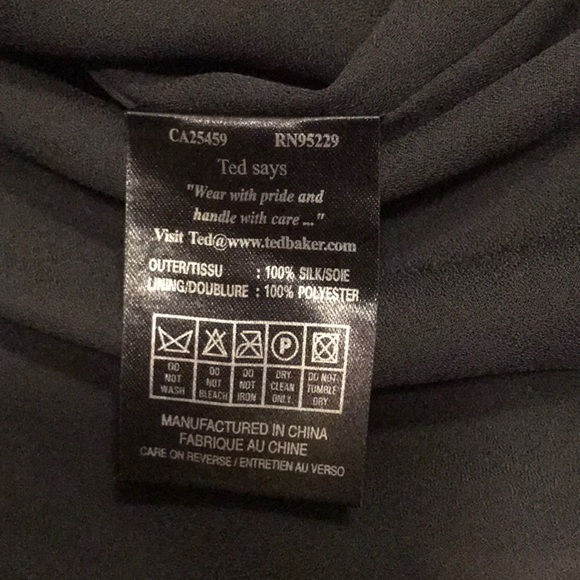 CA25459 RN95229
Ted says
"Wear with pride and
handle with care ..."
Visit Ted@www.tedbaker.com
OUTER/TISSU : 100% SILK/SOIE
LINING/DOUBLURE : 100% POLYESTER
P
DO NOT WASH
DO NOT BLEACH
DO NOT IRON
DRY CLEAN ONLY
DO NOT TUMBLE DRY
MANUFACTURED IN CHINA
FABRIQUE AU CHINE
CARE ON REVERSE / ENTRETIEN AU VERSO